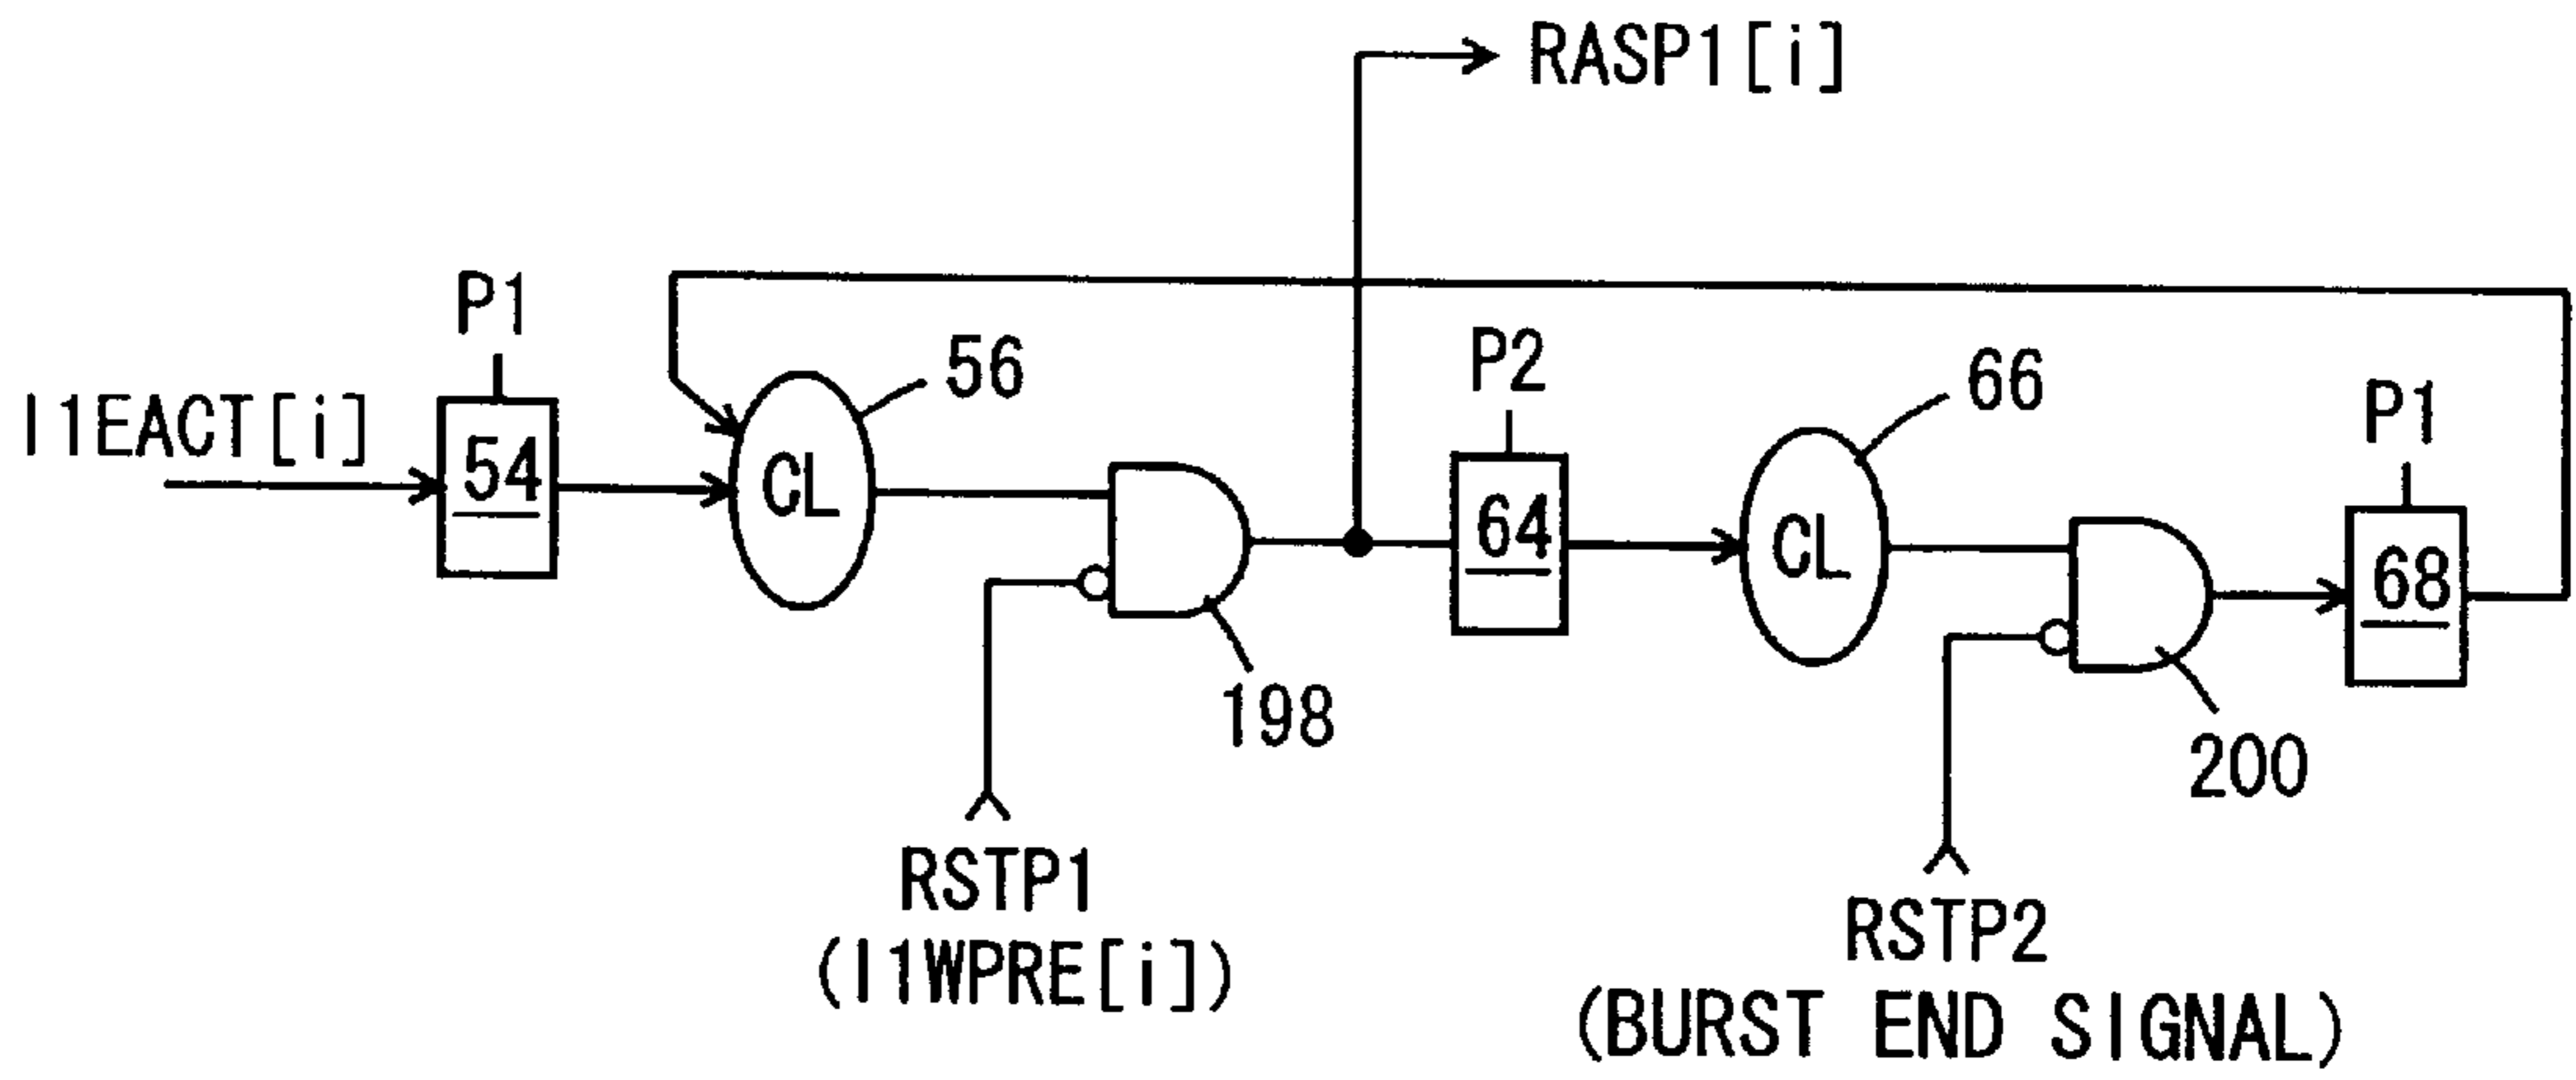 RASP1[i]
P1
56
P2
66
P1
I1EACT[i]
54
CL
64
CL
68
198
200
RSTP1
(I1WPRE[i])
RSTP2
(BURST END SIGNAL)